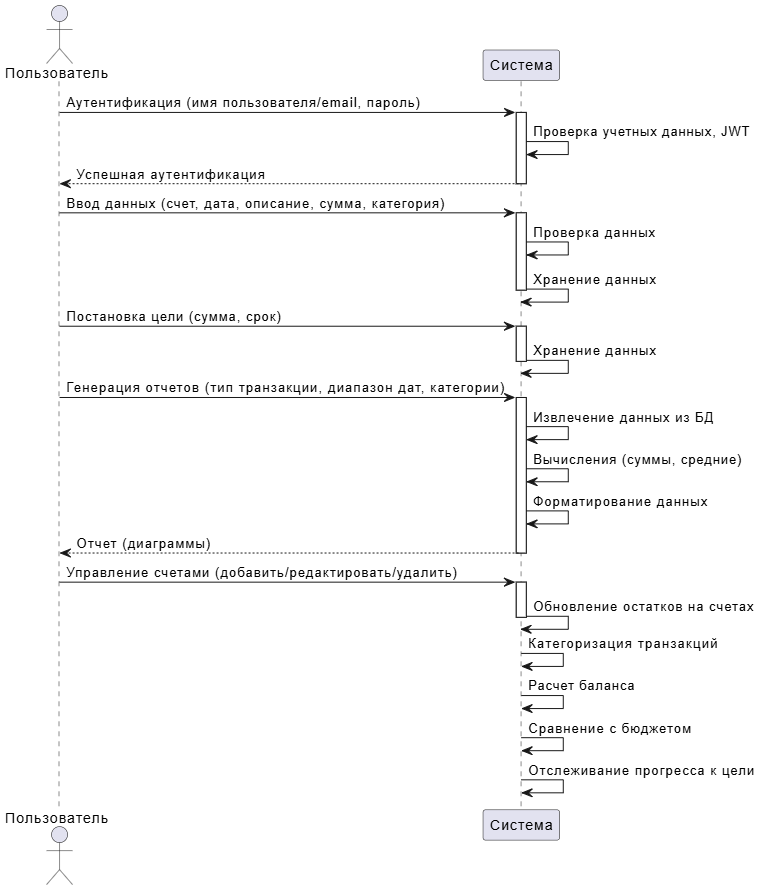 Пользователь
Система
Аутентификация (имя пользователя/email, пароль)
Проверка учетных данных, JWT
Успешная аутентификация
Ввод данных (счет, дата, описание, сумма, категория)
Проверка данных
Хранение данных
Постановка цели (сумма, срок)
Хранение данных
Генерация отчетов (тип транзакции, диапазон дат, категории)
Извлечение данных из БД
Вычисления (суммы, средние)
Форматирование данных
Отчет (диаграммы)
Управление счетами (добавить/редактировать/удалить)
Обновление остатков на счетах
Категоризация транзакций
Расчет баланса
Сравнение с бюджетом
Отслеживание прогресса к цели
Пользователь
Система